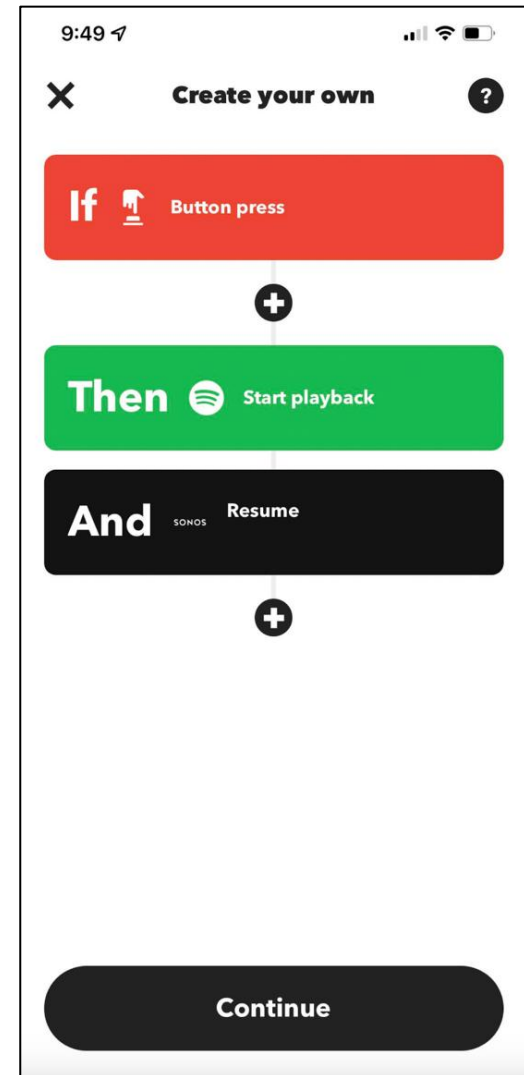 9:49
Create your own
?
If Button press
Then Start playback
And SONOS Resume
Continue